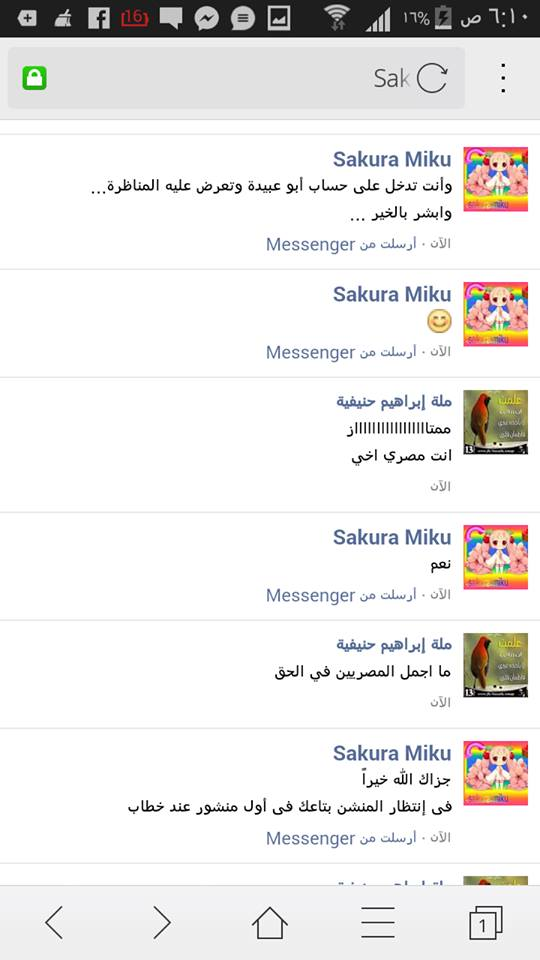 ٦:١٠ ص ١٦%
16
Sak
Sakura Miku
وأنت تدخل على حساب أبو عبيدة وتعرض عليه المناظرة...
وابشر بالخير ...
الآن · أرسلت من Messenger
Sakura Miku
😊
الآن · أرسلت من Messenger
ملة إبراهيم حنيفية
ممتااااااااااااااااااااز
انت مصري اخي
الآن
Sakura Miku
نعم
الآن · أرسلت من Messenger
ملة إبراهيم حنيفية
ما اجمل المصريين في الحق
الآن
Sakura Miku
جزاك الله خيراً
فى إنتظار المنشن بتاعك فى أول منشور عند خطاب
الآن · أرسلت من Messenger
1